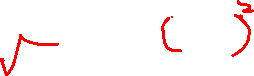 √ ( )²